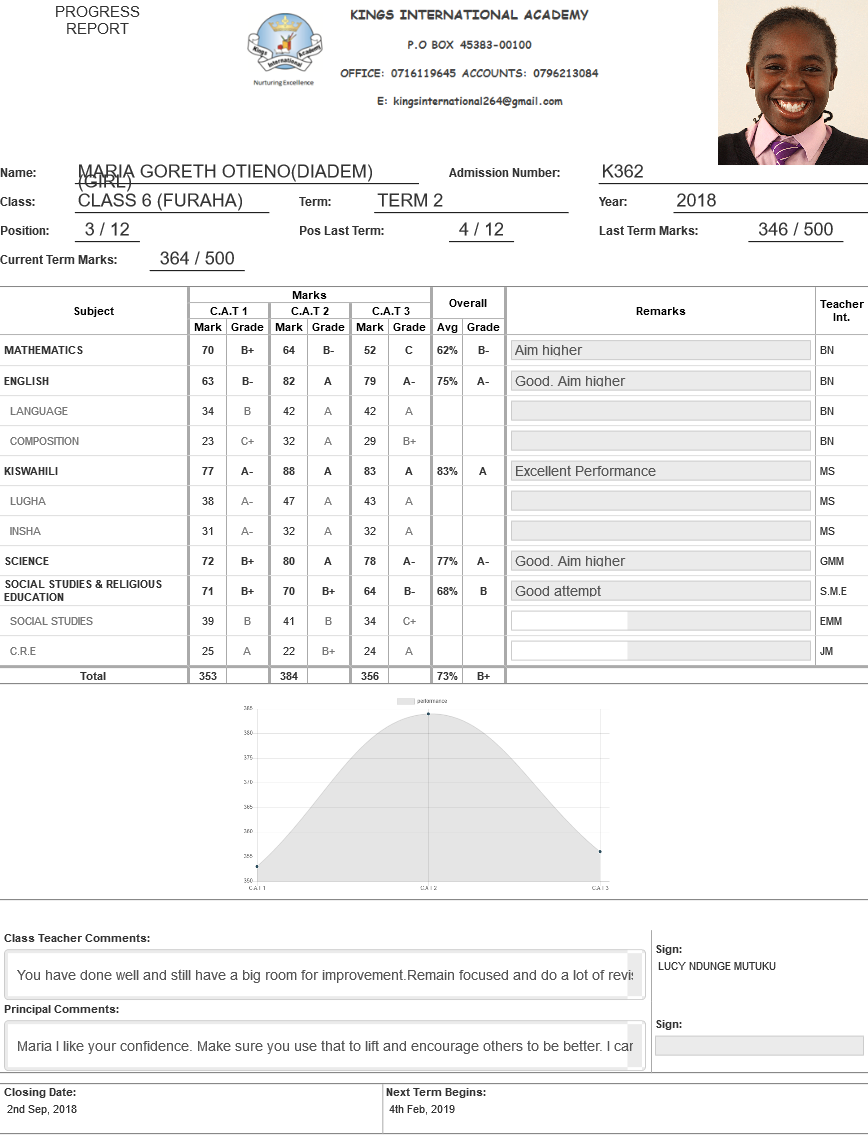 PROGRESS
REPORT
KINGS INTERNATIONAL ACADEMY
P.O BOX 45383-00100
OFFICE: 0716119645 ACCOUNTS: 0796213084
E: kingsinternational264@gmail.com
Kings International Academy
Nurturing Excellence
Name: MARIA GORETH OTIENO(DIADEM) (GIRL) Admission Number: K362
Class: CLASS 6 (FURAHA) Term: TERM 2 Year: 2018
Position: 3 / 12 Pos Last Term: 4 / 12 Last Term Marks: 346 / 500
Current Term Marks: 364 / 500
Subject Marks Overall Remarks Teacher Int.
C.A.T 1 C.A.T 2 C.A.T 3
Mark Grade Mark Grade Mark Grade Avg Grade
MATHEMATICS 70 B+ 64 B- 52 C 62% B- Aim higher BN
ENGLISH 63 B- 82 A 79 A- 75% A- Good. Aim higher BN
LANGUAGE 34 B 42 A 42 A BN
COMPOSITION 23 C+ 32 A 29 B+ BN
KISWAHILI 77 A- 88 A 83 A 83% A Excellent Performance MS
LUGHA 38 A- 47 A 43 A MS
INSHA 31 A- 32 A 32 A MS
SCIENCE 72 B+ 80 A 78 A- 77% A- Good. Aim higher GMM
SOCIAL STUDIES & RELIGIOUS EDUCATION 71 B+ 70 B+ 64 B- 68% B Good attempt S.M.E
SOCIAL STUDIES 39 B 41 B 34 C+ EMM
C.R.E 25 A 22 B+ 24 A JM
Total 353 384 356 73% B+
performance
385
380
375
370
365
360
355
350
C.A.T 1 C.A.T 2 C.A.T 3
Class Teacher Comments:
You have done well and still have a big room for improvement.Remain focused and do a lot of revis
Sign:
LUCY NDUNGE MUTUKU
Principal Comments:
Maria I like your confidence. Make sure you use that to lift and encourage others to be better. I can
Sign:
Closing Date: Next Term Begins:
2nd Sep, 2018 4th Feb, 2019